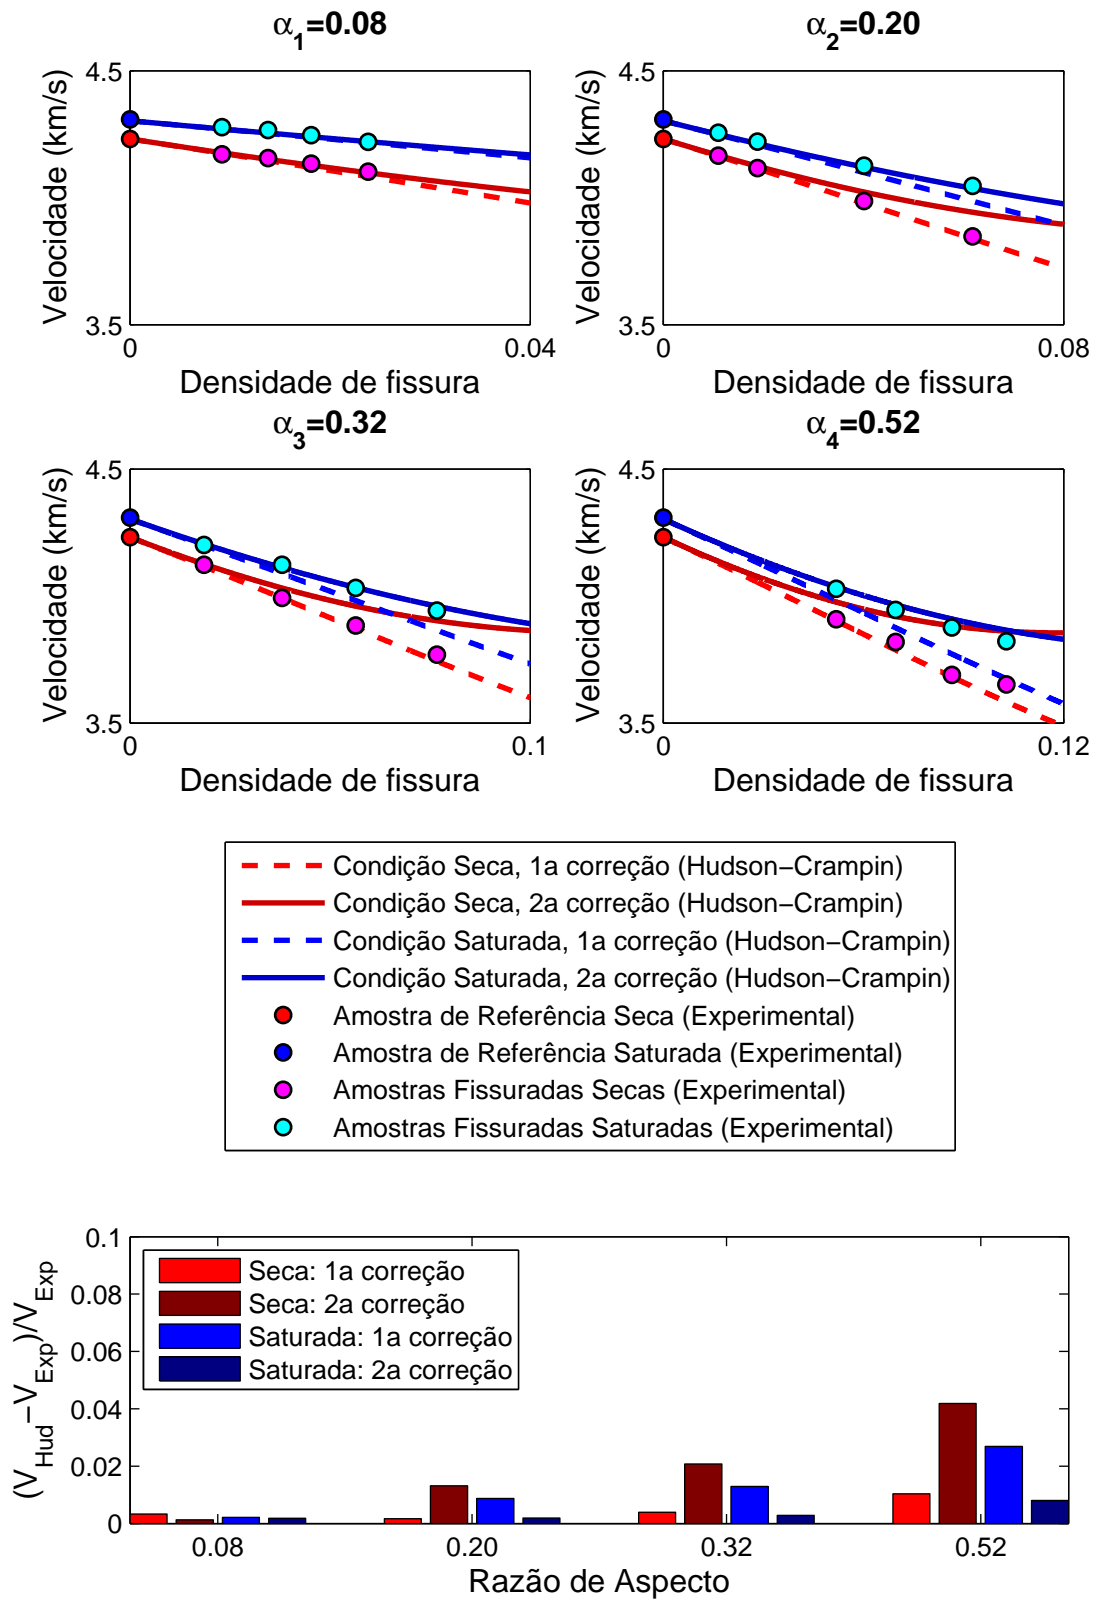 α1=0.08
α2=0.20
4.5
4.5
Velocidade (km/s)
Velocidade (km/s)
3.5
3.5
0
0.04
0
0.08
Densidade de fissura
Densidade de fissura
α3=0.32
α4=0.52
4.5
4.5
Velocidade (km/s)
Velocidade (km/s)
3.5
3.5
0
0.1
0
0.12
Densidade de fissura
Densidade de fissura
Condição Seca, 1a correção (Hudson−Crampin)
Condição Seca, 2a correção (Hudson−Crampin)
Condição Saturada, 1a correção (Hudson−Crampin)
Condição Saturada, 2a correção (Hudson−Crampin)
Amostra de Referência Seca (Experimental)
Amostra de Referência Saturada (Experimental)
Amostras Fissuradas Secas (Experimental)
Amostras Fissuradas Saturadas (Experimental)
(VHud−VExp)/VExp
0.1
0.08
0.06
0.04
0.02
0
Seca: 1a correção
Seca: 2a correção
Saturada: 1a correção
Saturada: 2a correção
0.08
0.20
0.32
0.52
Razão de Aspecto